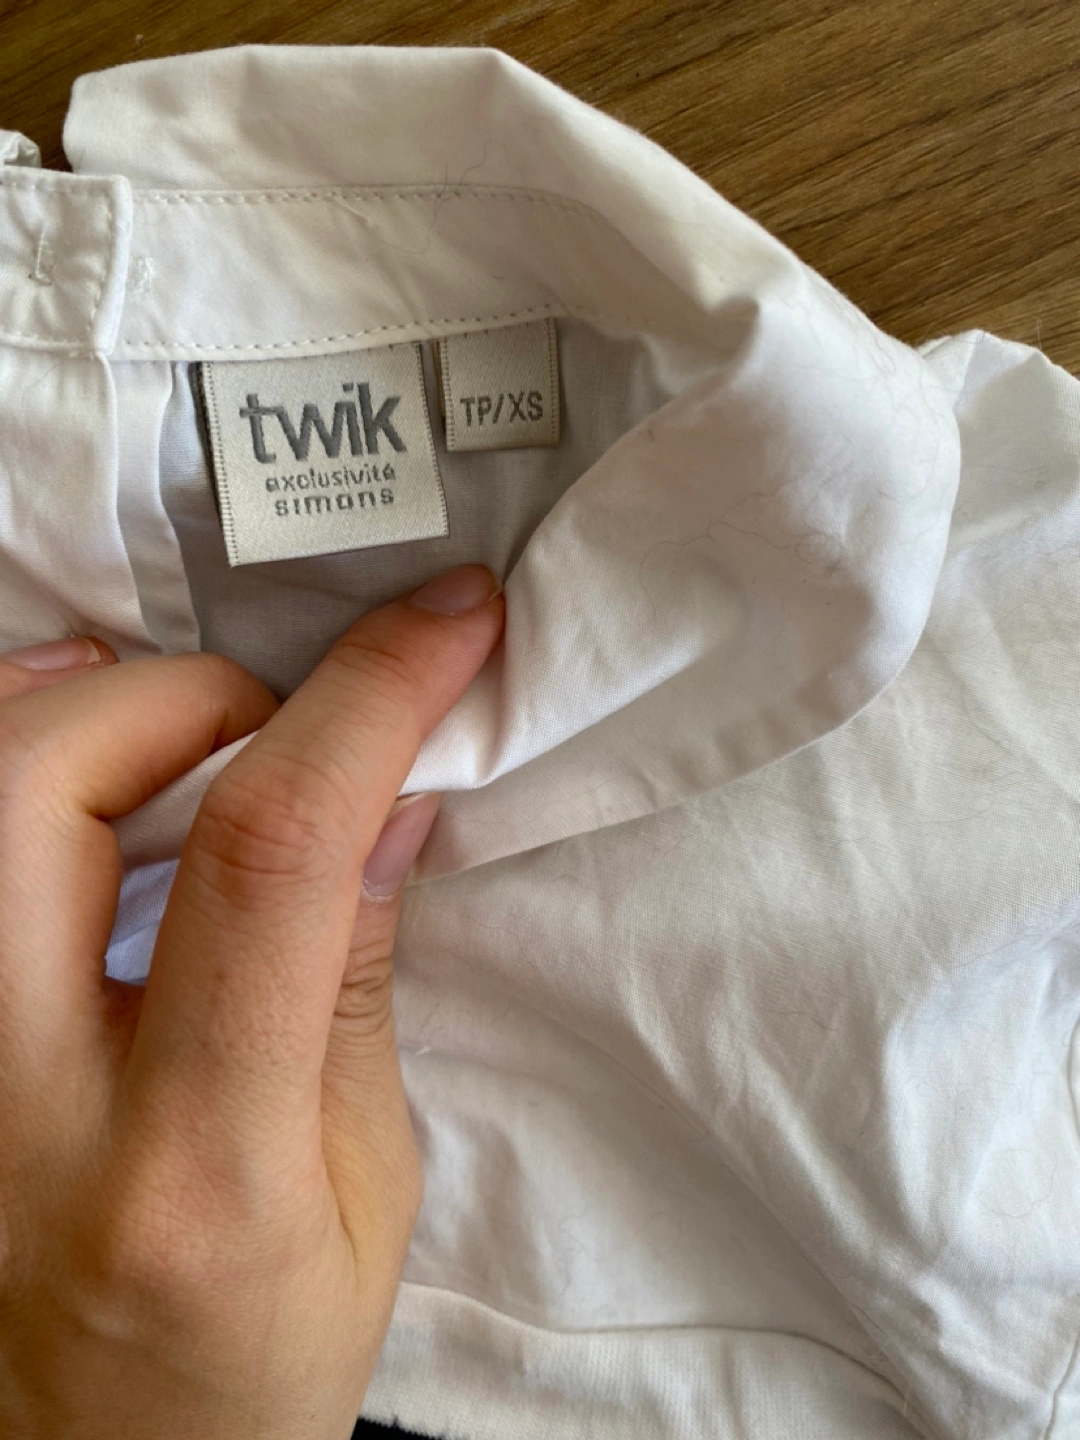 twik
exclusivité
simons
TP/XS